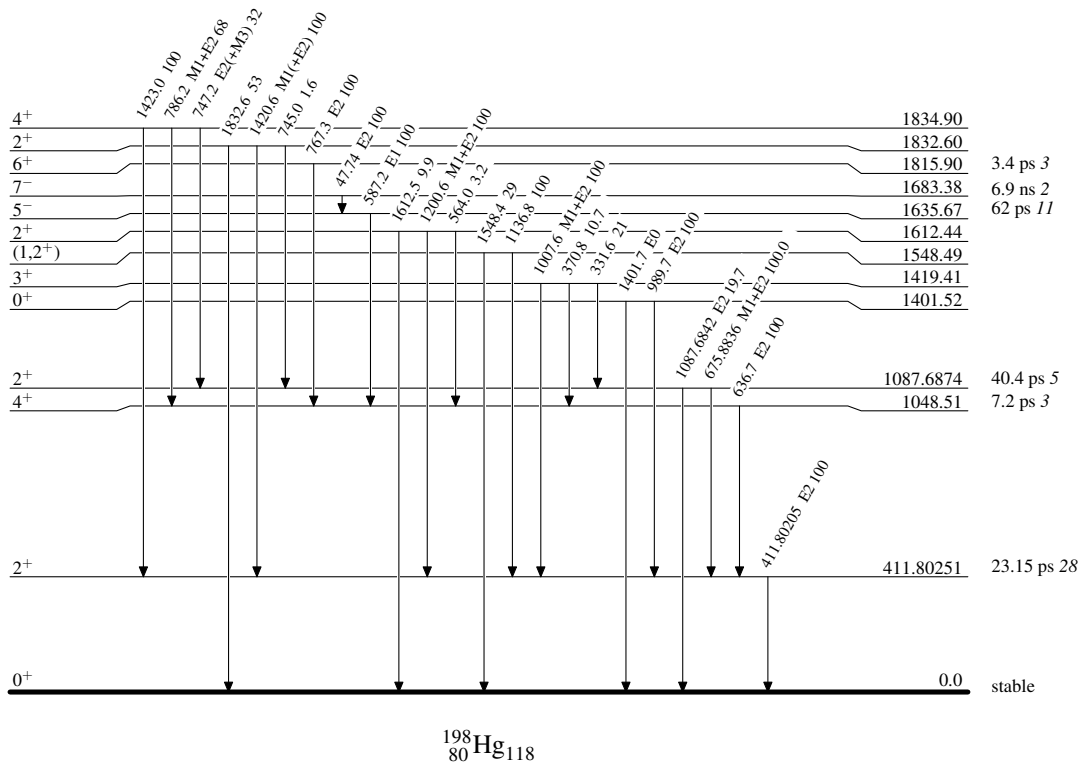 1423.0 100
786.2 M1+E2 68
747.2 E2(+M3) 32
1832.6 53
1420.6 M1(+E2) 100
745.0 1.6
767.3 E2 100
47.74 E2 100
587.2 E1 100
1612.5 9.9
1200.6 M1+E2 100
564.0 3.2
1548.4 29
1136.8 100
1007.6 M1+E2 100
370.8 10.7
331.6 21
1401.7 E0
989.7 E2 100
1087.6842 E2 19.7
675.8836 M1+E2 100.0
636.7 E2 100
411.80205 E2 100
4⁺ 1834.90
2⁺ 1832.60
6⁺ 1815.90 3.4 ps 3
7⁻ 1683.38 6.9 ns 2
5⁻ 1635.67 62 ps 11
2⁺ 1612.44
(1,2⁺) 1548.49
3⁺ 1419.41
0⁺ 1401.52
2⁺ 1087.6874 40.4 ps 5
4⁺ 1048.51 7.2 ps 3
2⁺ 411.80251 23.15 ps 28
0⁺ 0.0 stable
¹⁹⁸₈₀Hg₁₁₈